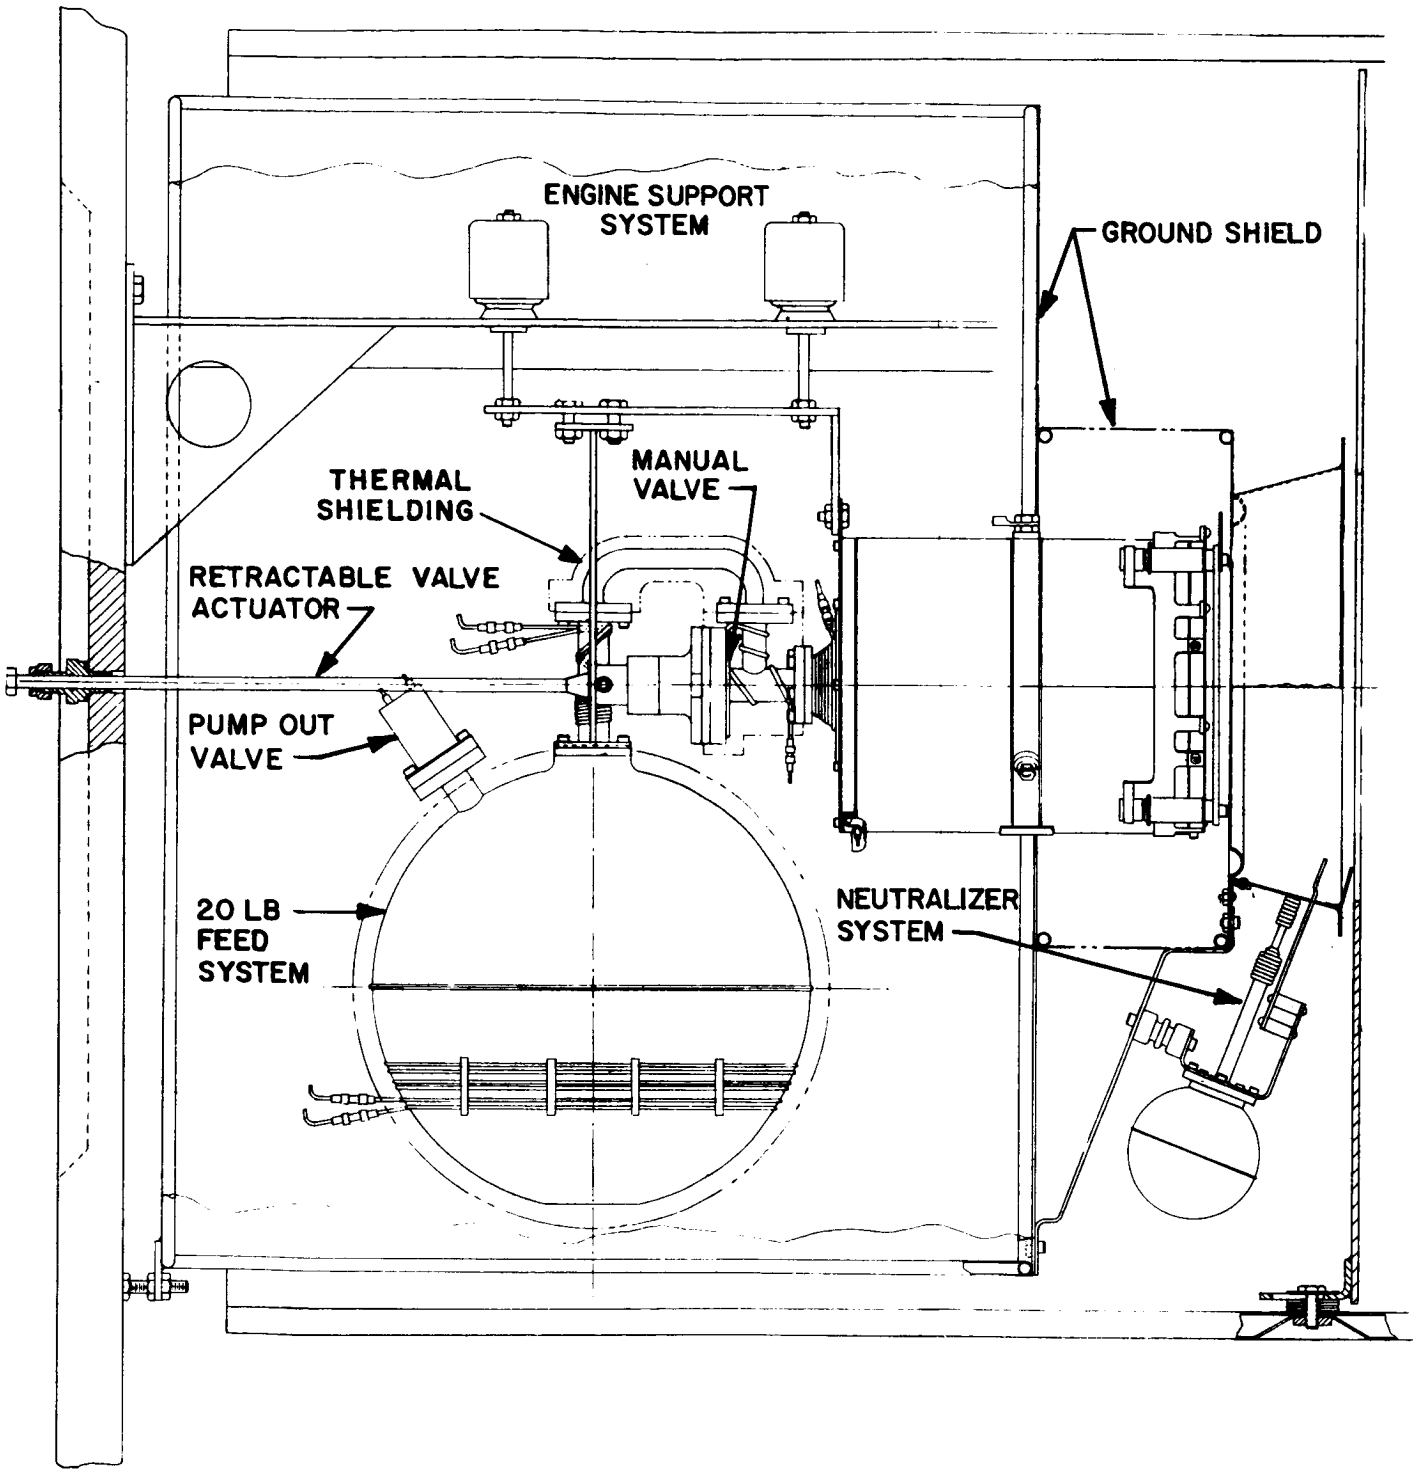 ENGINE SUPPORT
SYSTEM
GROUND SHIELD
THERMAL
SHIELDING
MANUAL
VALVE
RETRACTABLE VALVE
ACTUATOR
PUMP OUT
VALVE
20 LB
FEED
SYSTEM
NEUTRALIZER
SYSTEM